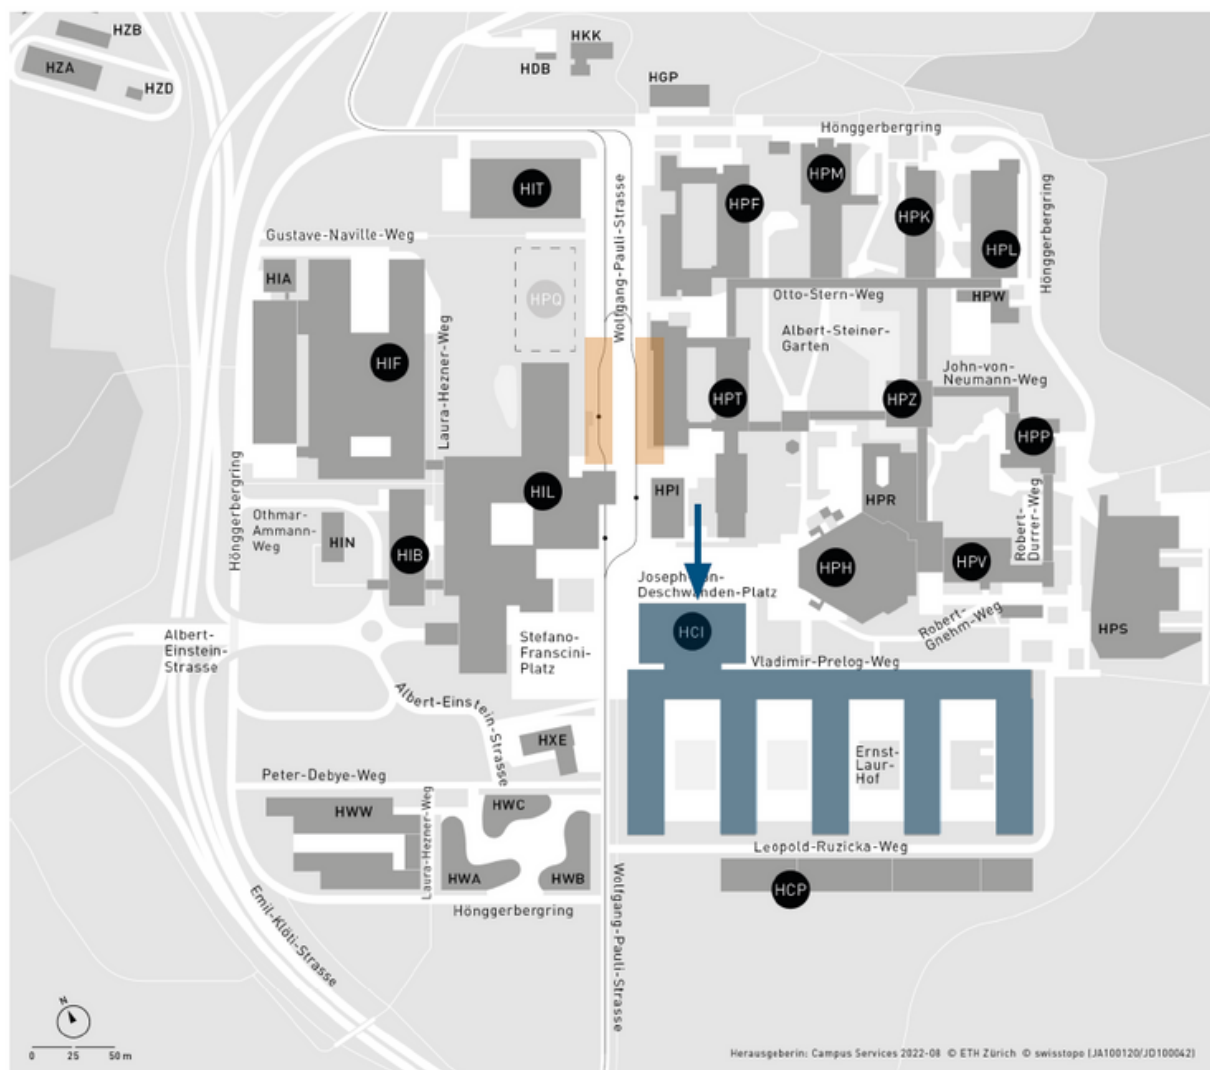 HZB
HKK
HZA
HDB
HGP
HZD
Hönggerbergring
HPM
HIT
HPF
HPK
Wolfgang-Pauli-Strasse
Hönggerbergring
Gustave-Naville-Weg
HPL
HIA
HPQ
Otto-Stern-Weg
HPW
Albert-Steiner-
Garten
Laura-Hezner-Weg
HIF
John-von-
Neumann-Weg
HPT
HPZ
HPP
HIL
HPI
HPR
Hönggerbergring
Othmar-
Ammann-
Weg
HIN
HIB
Robert-
Durrer-Weg
HPH
HPV
Joseph-von-
Deschwanden-Platz
HCI
Robert-
Gnehm-Weg
HPS
Albert-
Einstein-
Strasse
Stefano-
Franscini-
Platz
Vladimir-Prelog-Weg
Albert-Einstein-Strasse
HXE
Ernst-
Laur-
Hof
Peter-Debye-Weg
HWC
HWW
Laura-Hezner-Weg
Leopold-Ruzicka-Weg
HWA
HWB
HCP
Hönggerbergring
Emil-Klöti-Strasse
Wolfgang-Pauli-Strasse
N
0 25 50 m
Herausgeberin: Campus Services 2022-08 © ETH Zürich © swisstopo (JA100120/JD100042)